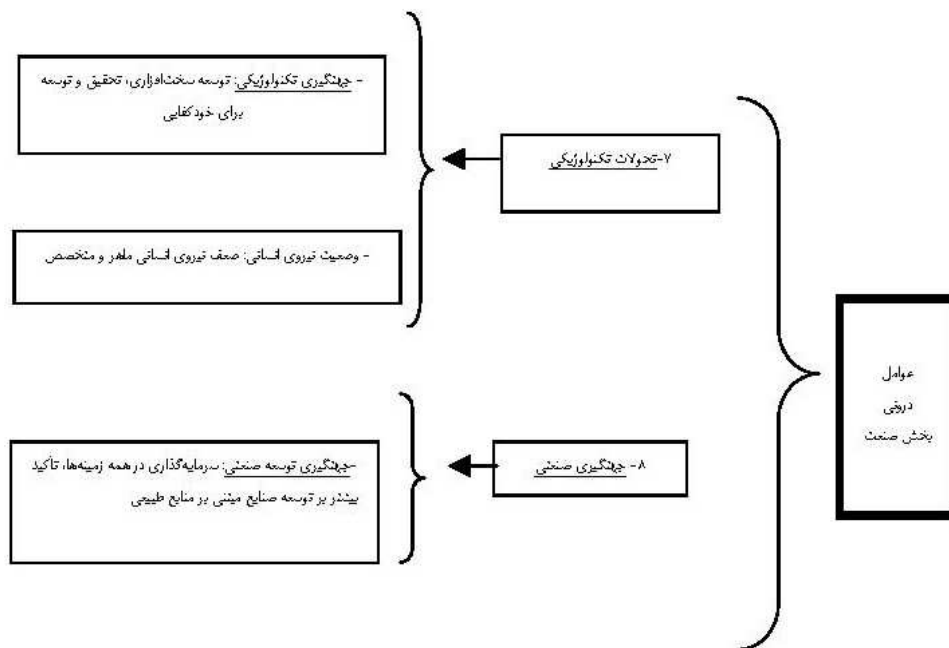 عوامل
درونی
بخش صنعت
۷-تحولات تکنولوژیکی
- جهتگیری تکنولوژیکی: توسعه سخت‌افزاری، تحقیق و توسعه
برای خودکفایی
- وضعیت نیروی انسانی: ضعف نیروی انسانی ماهر و متخصص
۸- جهتگیری صنعتی
-جهتگیری توسعه صنعتی: سرمایه‌گذاری در همه زمینه‌ها، تأکید
بیشتر بر توسعه صنایع مبتنی بر منابع طبیعی